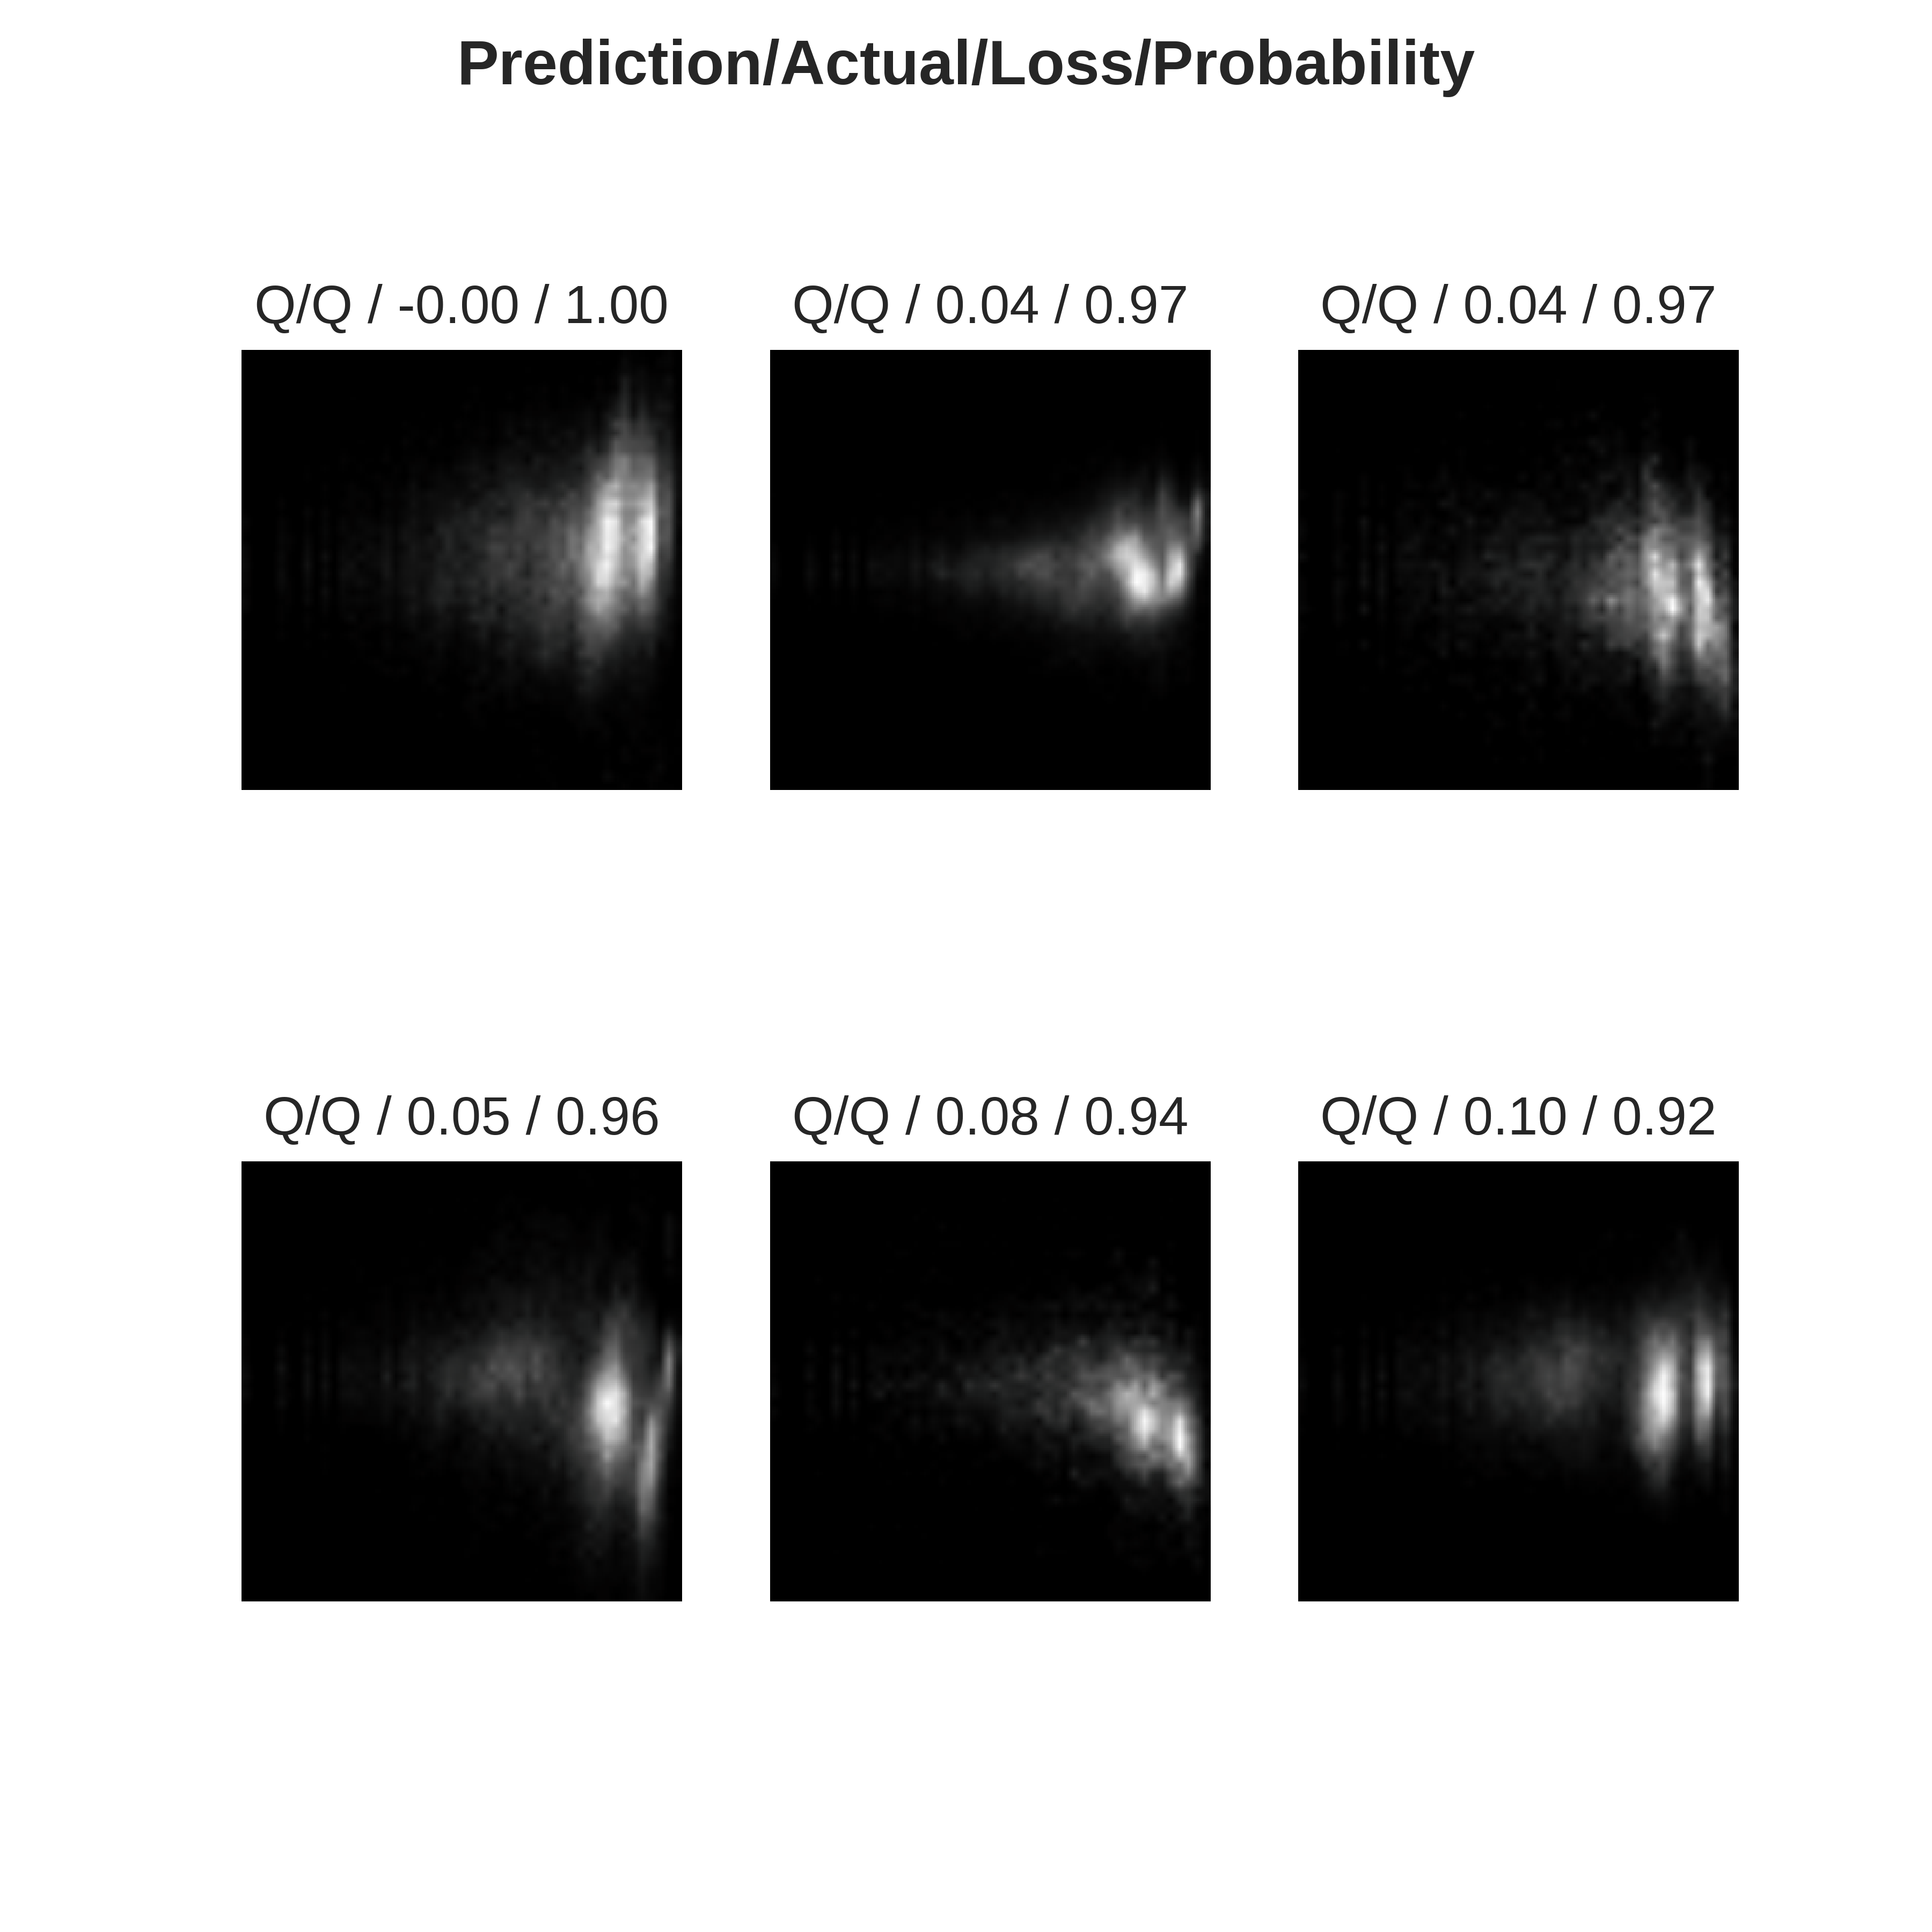 Prediction/Actual/Loss/Probability
Q/Q / -0.00 / 1.00
Q/Q / 0.04 / 0.97
Q/Q / 0.04 / 0.97
Q/Q / 0.05 / 0.96
Q/Q / 0.08 / 0.94
Q/Q / 0.10 / 0.92